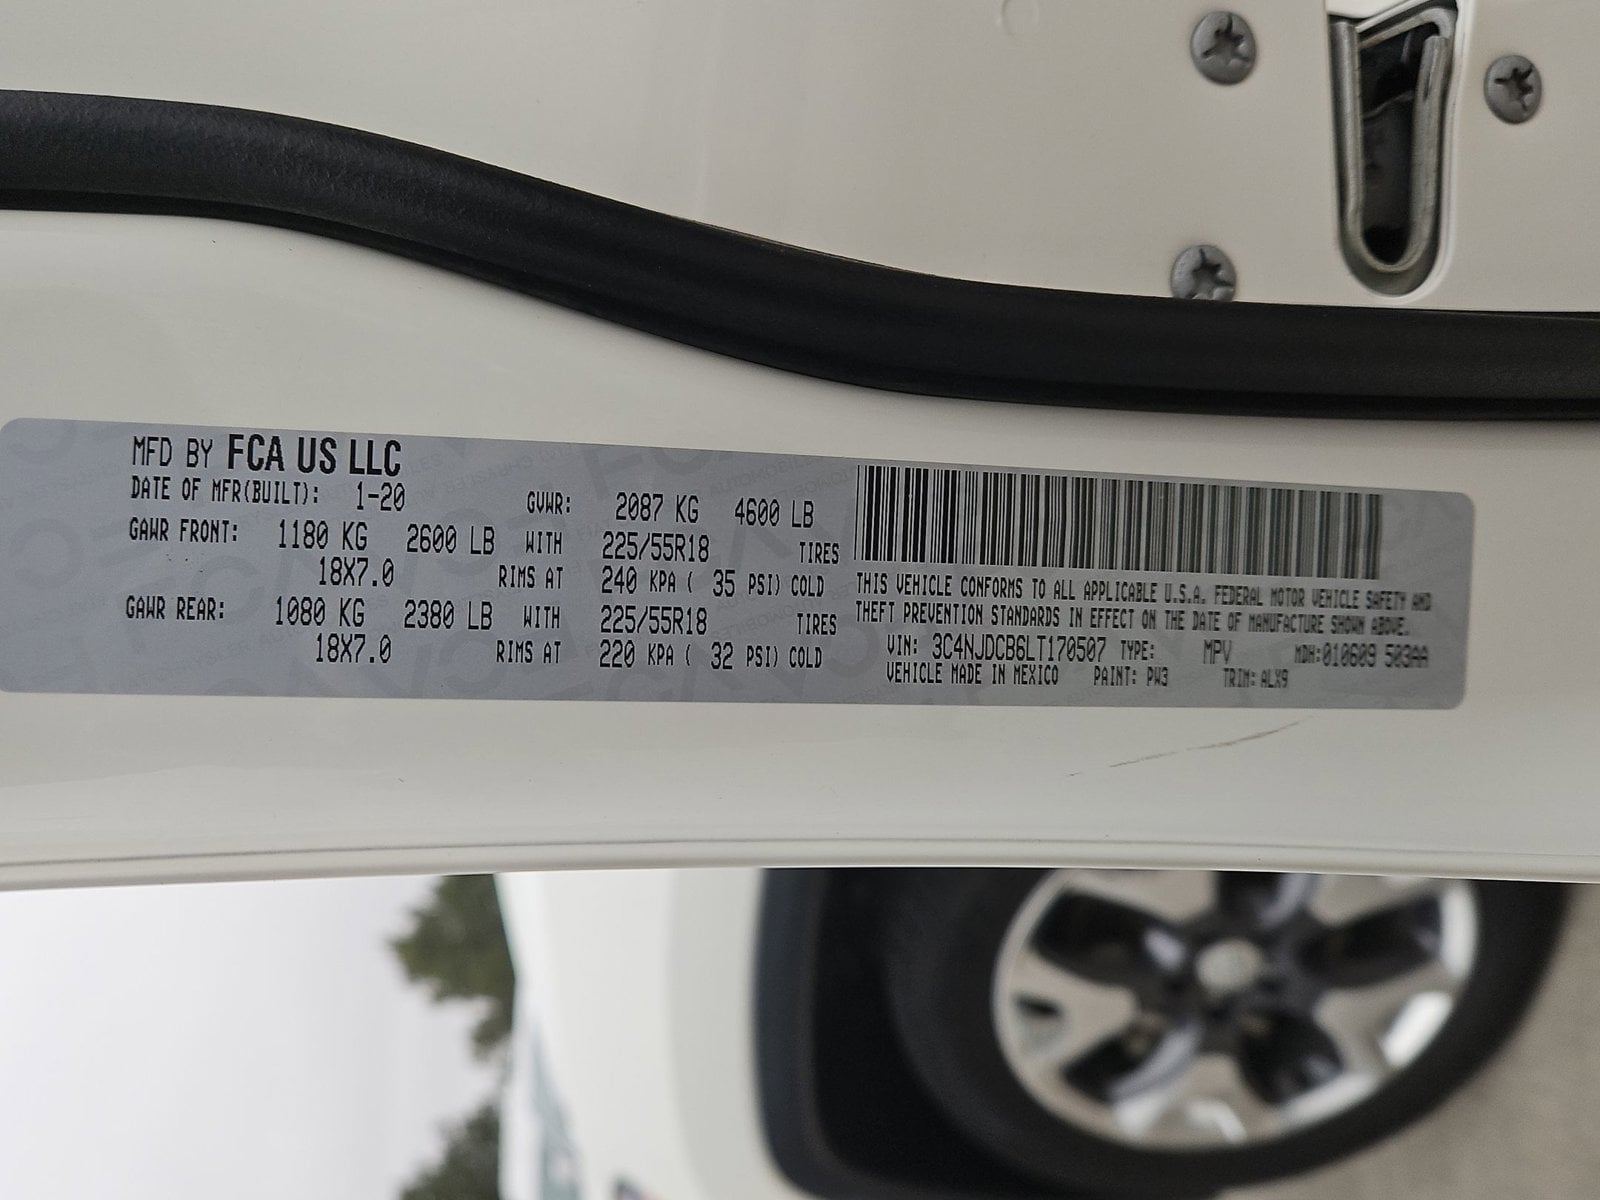 MFD BY FCA US LLC
DATE OF MFR(BUILT): 1-20 GVWR: 2087 KG 4600 LB
GAWR FRONT: 1180 KG 2600 LB WITH 225/55R18 TIRES
18X7.0 RIMS AT 240 KPA ( 35 PSI) COLD
GAWR REAR: 1080 KG 2380 LB WITH 225/55R18 TIRES
18X7.0 RIMS AT 220 KPA ( 32 PSI) COLD
THIS VEHICLE CONFORMS TO ALL APPLICABLE U.S.A. FEDERAL MOTOR VEHICLE SAFETY AND
THEFT PREVENTION STANDARDS IN EFFECT ON THE DATE OF MANUFACTURE SHOWN ABOVE.
VIN: 3C4NJDCB6LT170507 TYPE: MPV MDH:010609 503AA
VEHICLE MADE IN MEXICO PAINT: PW3 TRIM: ALX9